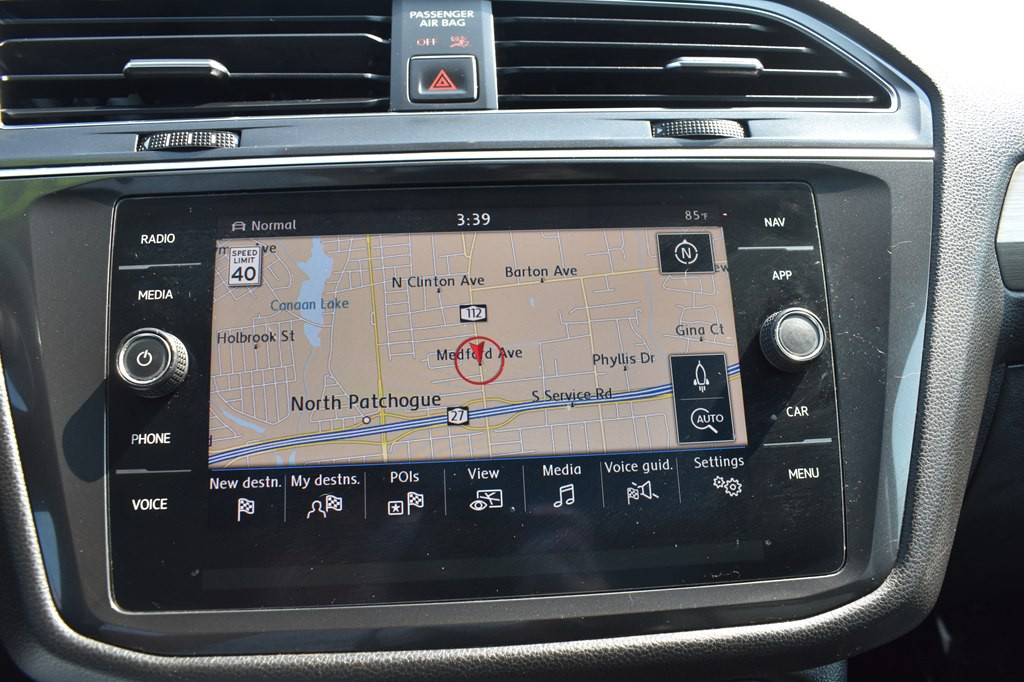 PASSENGER
AIR BAG
OFF
RADIO
MEDIA
PHONE
VOICE
NAV
APP
CAR
MENU
Normal
3:39
85°F
SPEED
LIMIT
40
N
N Clinton Ave
Barton Ave
Canaan Lake
112
Holbrook St
Medford Ave
Gina Ct
Phyllis Dr
North Patchogue
27
S Service Rd
AUTO
New destn.
My destns.
POIs
View
Media
Voice guid.
Settings